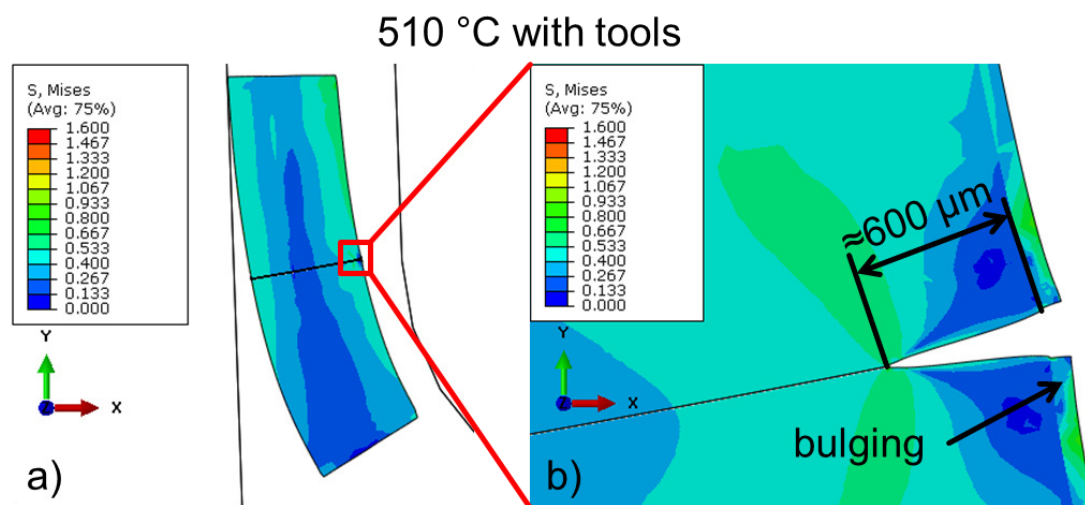 510 °C with tools
S, Mises
(Avg: 75%)
1.600
1.467
1.333
1.200
1.067
0.933
0.800
0.667
0.533
0.400
0.267
0.133
0.000
Y
Z
X
a)
S, Mises
(Avg: 75%)
1.600
1.467
1.333
1.200
1.067
0.933
0.800
0.667
0.533
0.400
0.267
0.133
0.000
≈600 µm
Y
Z
X
bulging
b)